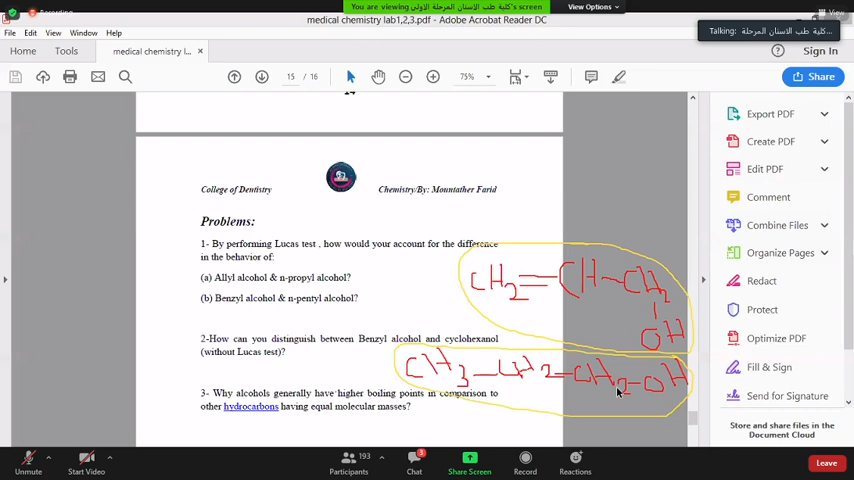 Recording
You are viewing كلية طب الاسنان المرحلة الاولى's screen
View Options
View
medical chemistry lab1,2,3.pdf - Adobe Acrobat Reader DC
File Edit View Window Help
Talking: كلية طب الاسنان المرحلة...
Home Tools medical chemistry l... × Sign In
15 / 16 75% Share
14
College of Dentistry Chemistry/By: Mountather Farid
Problems:
1- By performing Lucas test , how would your account for the difference
in the behavior of:
(a) Allyl alcohol & n-propyl alcohol?
(b) Benzyl alcohol & n-pentyl alcohol?
2-How can you distinguish between Benzyl alcohol and cyclohexanol
(without Lucas test)?
3- Why alcohols generally have higher boiling points in comparison to
other hydrocarbons having equal molecular masses?
CH2=CH-CH2
OH
CH3-CH2-CH2-OH
Export PDF
Create PDF
Edit PDF
Comment
Combine Files
Organize Pages
Redact
Protect
Optimize PDF
Fill & Sign
Send for Signature
Store and share files in the
Document Cloud
193 3
Unmute Start Video Participants Chat Share Screen Record Reactions Leave